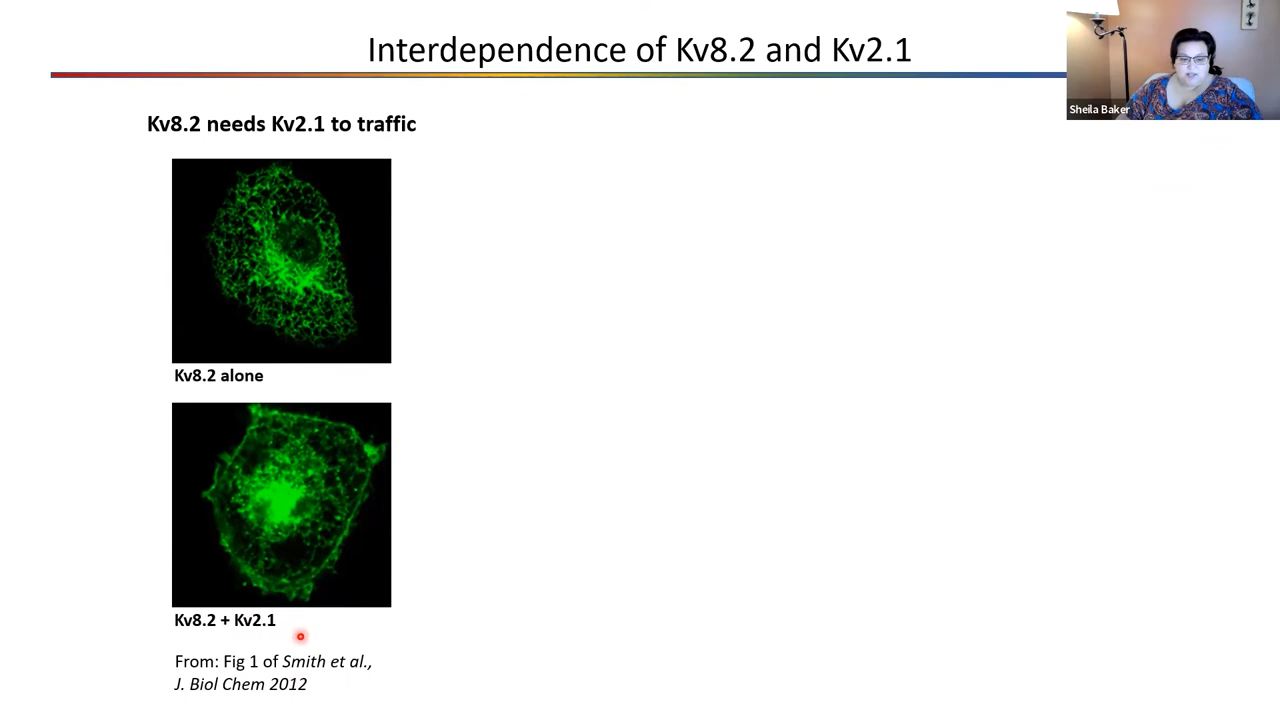 Interdependence of Kv8.2 and Kv2.1
Sheila Baker
Kv8.2 needs Kv2.1 to traffic
Kv8.2 alone
Kv8.2 + Kv2.1
From: Fig 1 of Smith et al.,
J. Biol Chem 2012